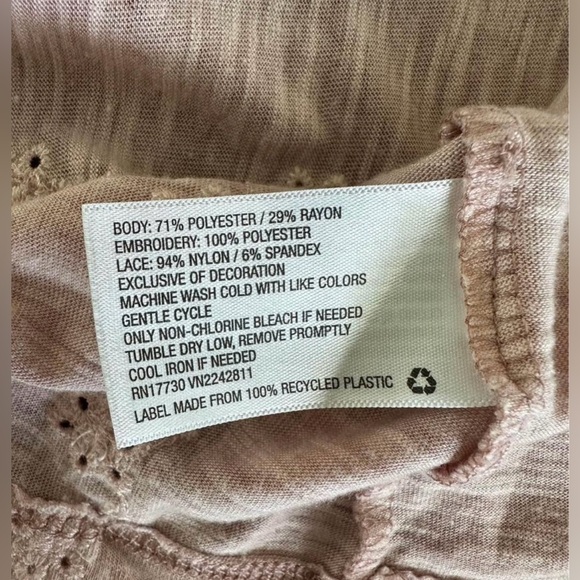 BODY: 71% POLYESTER / 29% RAYON
EMBROIDERY: 100% POLYESTER
LACE: 94% NYLON / 6% SPANDEX
EXCLUSIVE OF DECORATION
MACHINE WASH COLD WITH LIKE COLORS
GENTLE CYCLE
ONLY NON-CHLORINE BLEACH IF NEEDED
TUMBLE DRY LOW, REMOVE PROMPTLY
COOL IRON IF NEEDED
RN17730 VN2242811
LABEL MADE FROM 100% RECYCLED PLASTIC